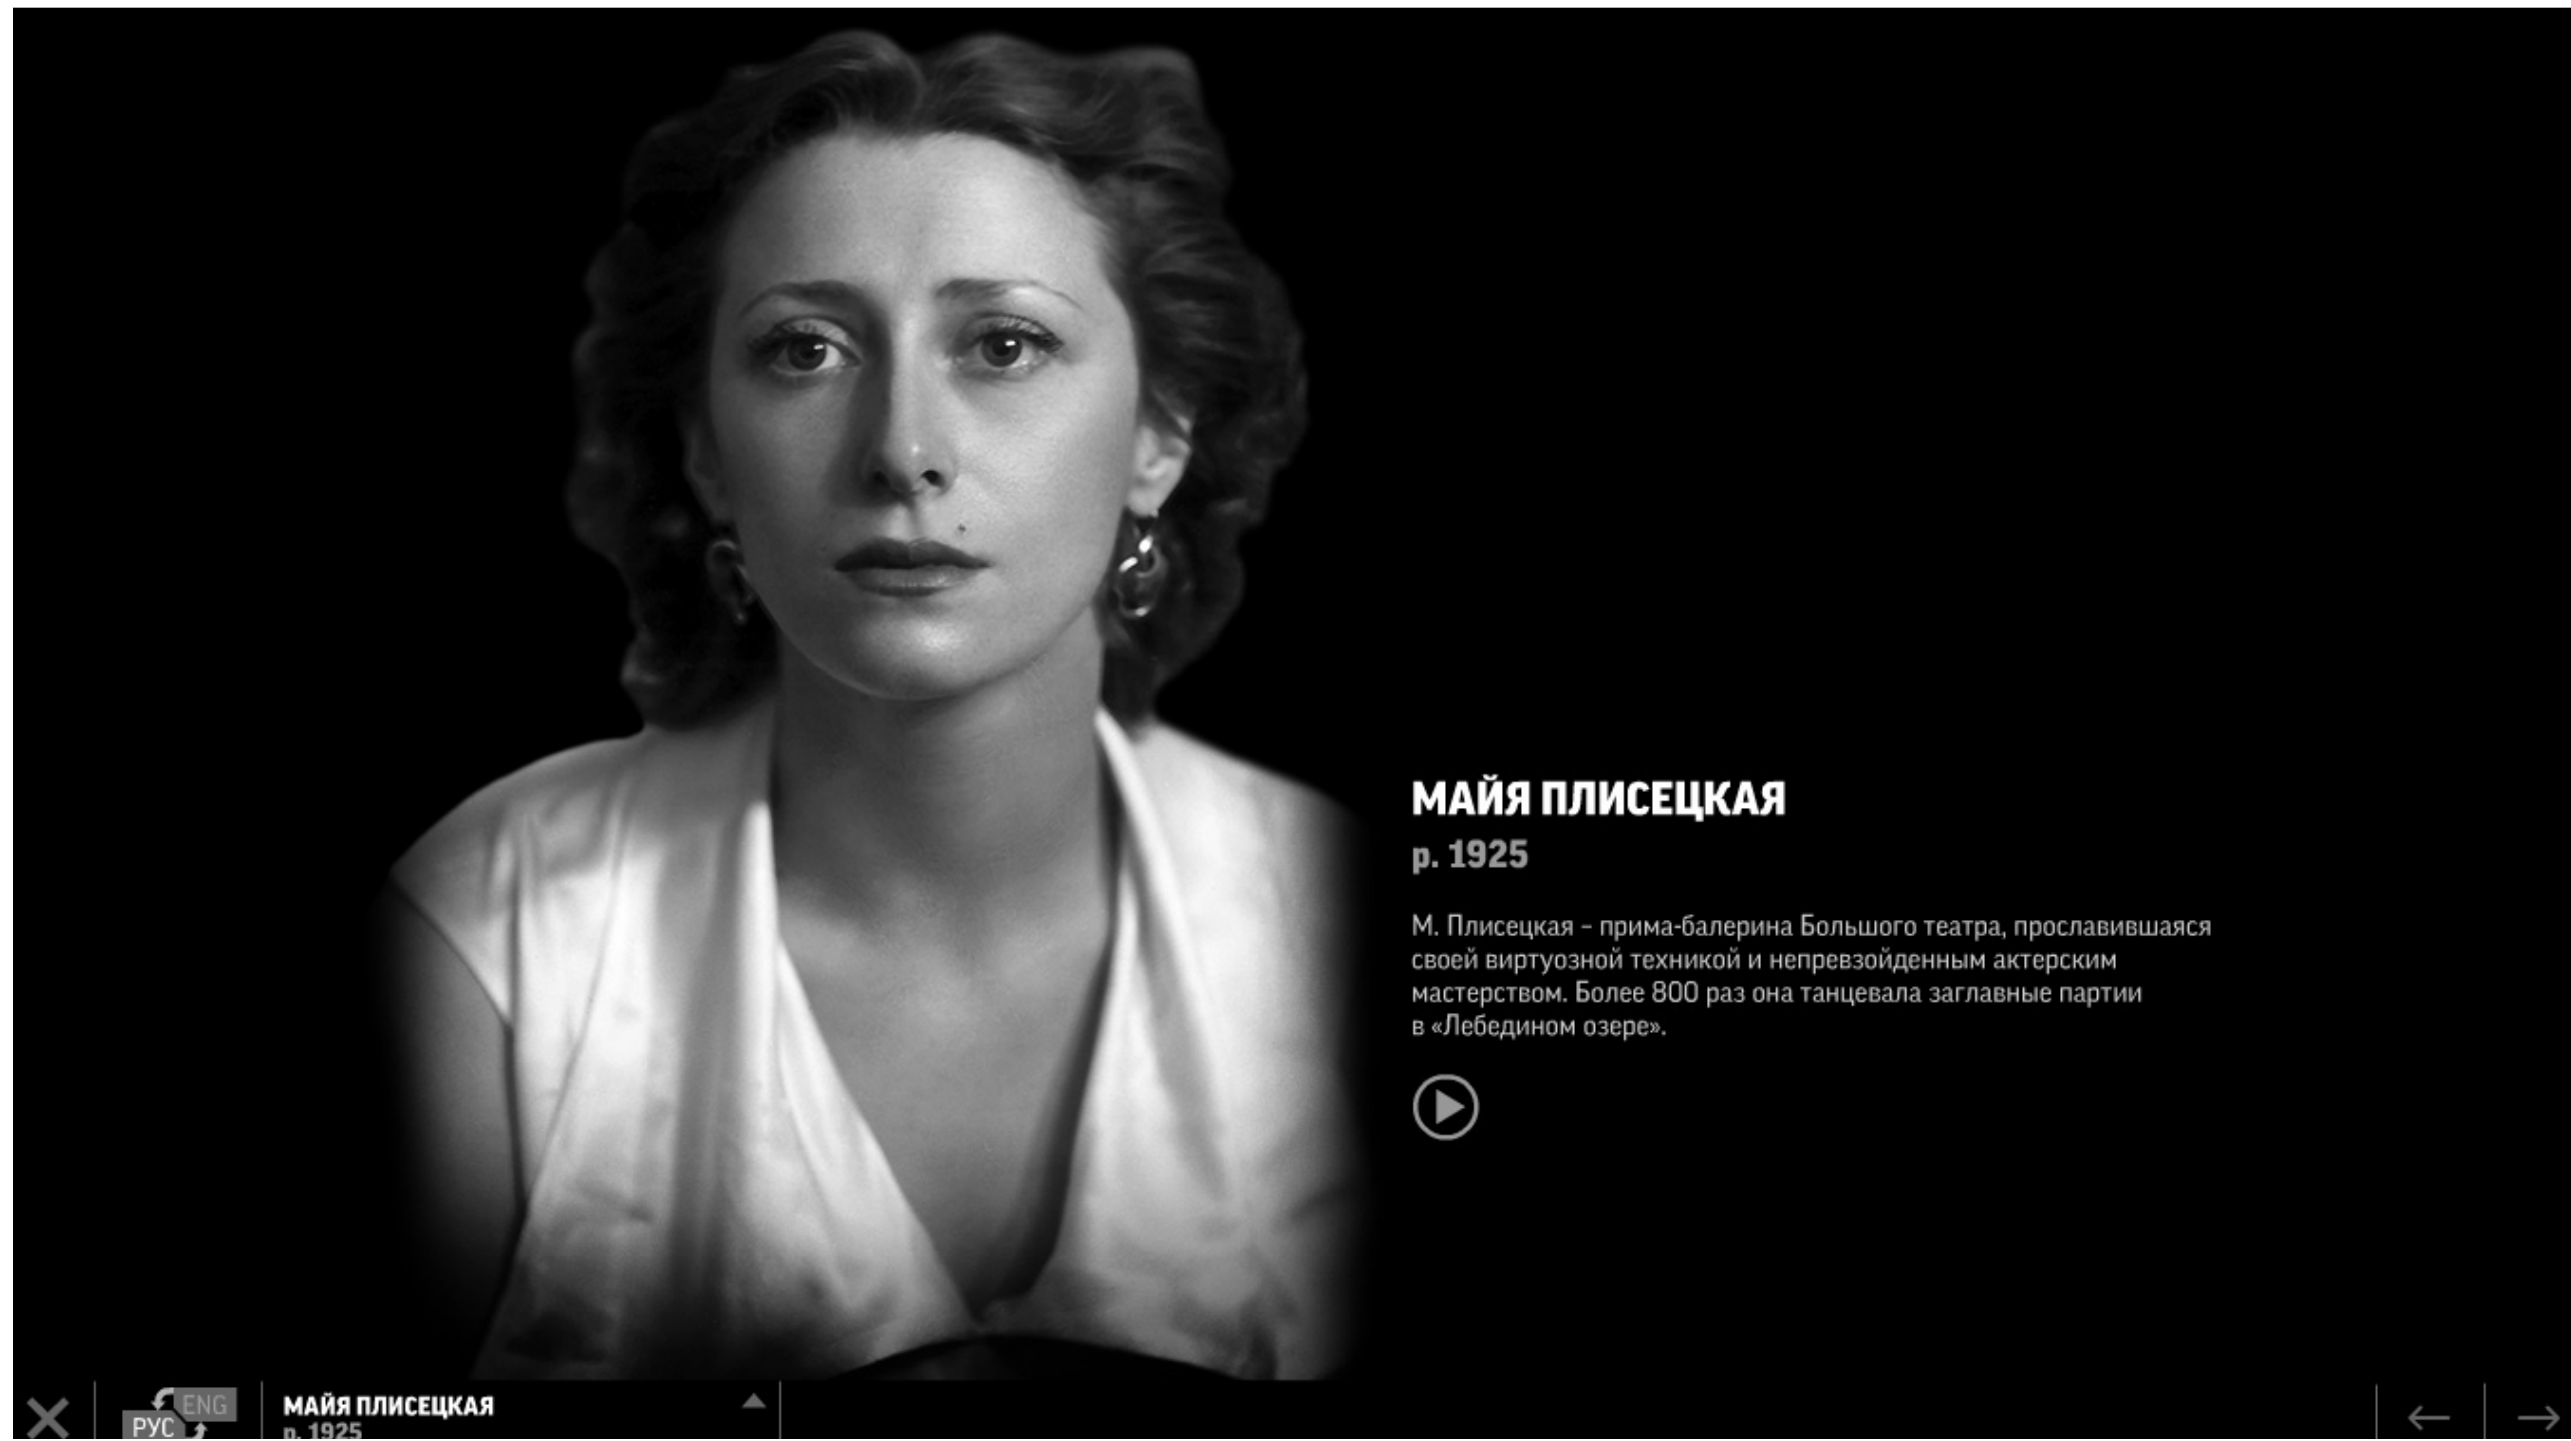 МАЙЯ ПЛИСЕЦКАЯ
р. 1925
М. Плисецкая – прима-балерина Большого театра, прославившаяся
своей виртуозной техникой и непревзойденным актерским
мастерством. Более 800 раз она танцевала заглавные партии
в «Лебедином озере».
ENG
РУС
МАЙЯ ПЛИСЕЦКАЯ
р. 1925